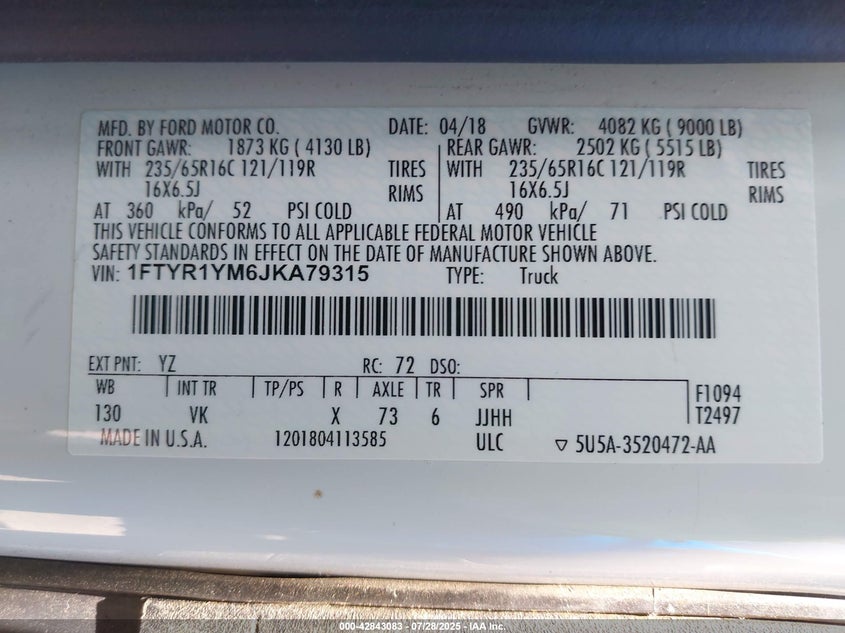 MFD. BY FORD MOTOR CO. DATE: 04/18 GVWR: 4082 KG ( 9000 LB)
FRONT GAWR: 1873 KG ( 4130 LB) REAR GAWR: 2502 KG ( 5515 LB)
WITH 235/65R16C 121/119R TIRES WITH 235/65R16C 121/119R TIRES
16X6.5J RIMS 16X6.5J RIMS
AT 360 kPa/ 52 PSI COLD AT 490 kPa/ 71 PSI COLD
THIS VEHICLE CONFORMS TO ALL APPLICABLE FEDERAL MOTOR VEHICLE
SAFETY STANDARDS IN EFFECT ON THE DATE OF MANUFACTURE SHOWN ABOVE.
VIN: 1FTYR1YM6JKA79315 TYPE: Truck
EXT PNT: YZ RC: 72 DSO:
WB INT TR TP/PS R AXLE TR SPR F1094
130 VK X 73 6 JJHH T2497
MADE IN U.S.A. 1201804113585 ULC ▽ 5U5A-3520472-AA
000-42843083 - 07/28/2025 - IAA Inc.